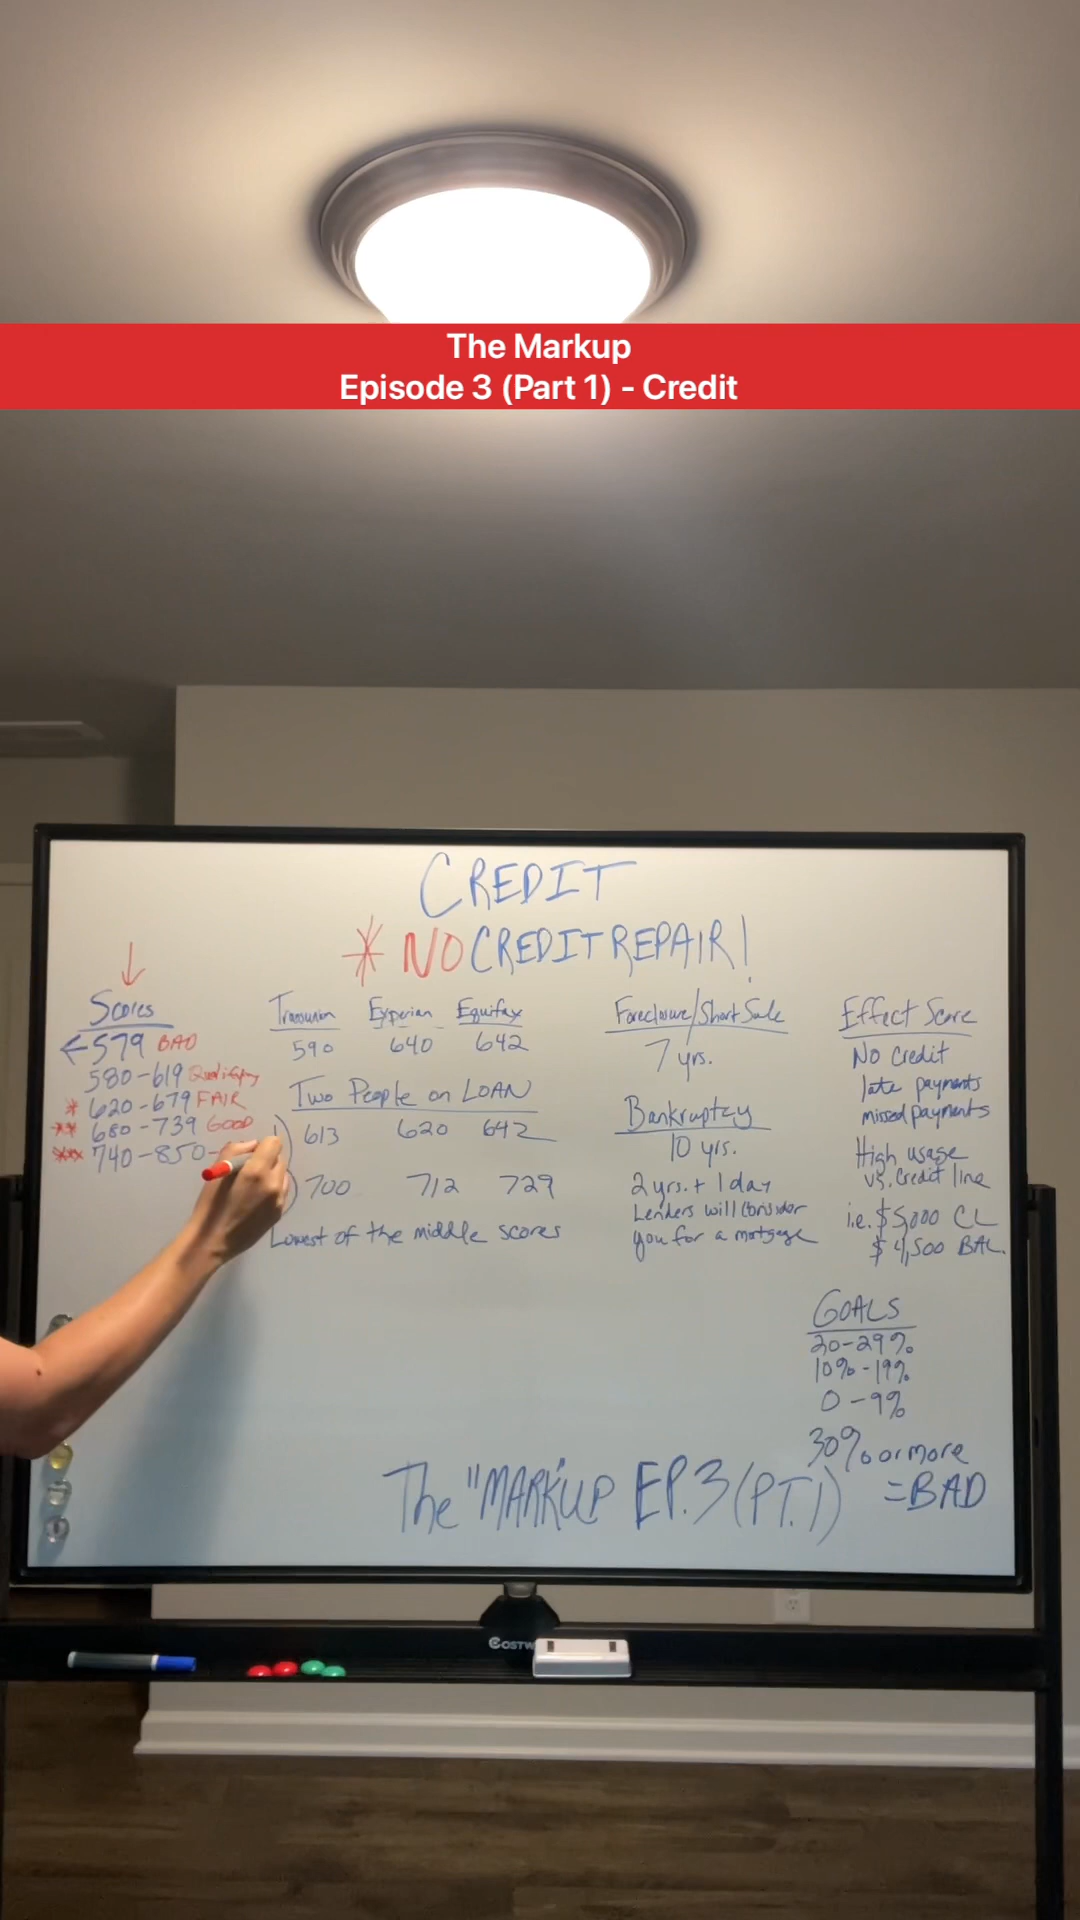 The Markup
Episode 3 (Part 1) - Credit
CREDIT
* NO CREDIT REPAIR!
Scores
579 BAD
580-619 Qualifying
* 620-679 FAIR
** 680-739 GOOD
*** 740-850-
Transunion Experian Equifax
590 640 642
Two People on LOAN
613 620 642
700 712 729
Lowest of the middle scores
Foreclosure/Short Sale
7 yrs.
Bankruptcy
10 yrs.
2 yrs. + 1 day
Lenders will consider
you for a mortgage
Effect Score
No Credit
late payments
missed payments
High usage
vs. Credit line
i.e. $5,000 CL
$4,500 BAL.
GOALS
20-29%
10%-19%
0-9%
30% or more
=BAD
The "MARK"UP EP.3 (PT.1)
COSTW